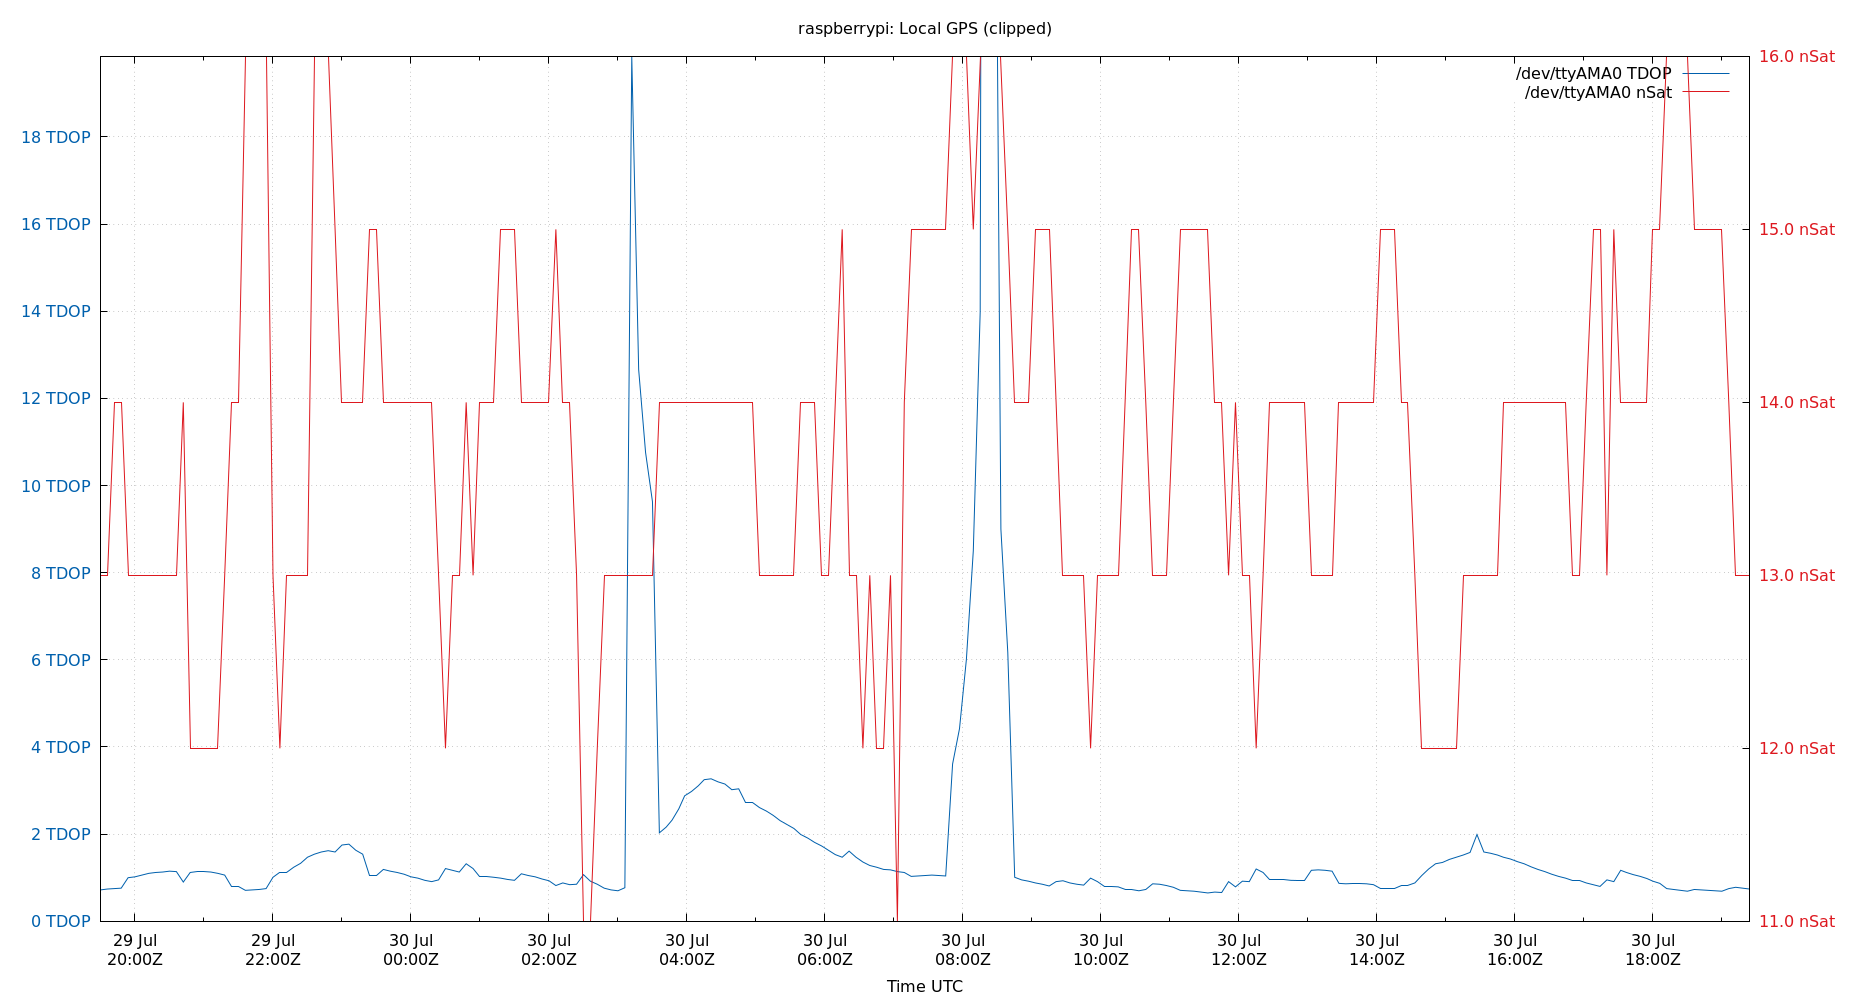 raspberrypi: Local GPS (clipped)
/dev/ttyAMA0 TDOP
/dev/ttyAMA0 nSat
18 TDOP
16 TDOP
14 TDOP
12 TDOP
10 TDOP
8 TDOP
6 TDOP
4 TDOP
2 TDOP
0 TDOP
16.0 nSat
15.0 nSat
14.0 nSat
13.0 nSat
12.0 nSat
11.0 nSat
29 Jul
20:00Z
29 Jul
22:00Z
30 Jul
00:00Z
30 Jul
02:00Z
30 Jul
04:00Z
30 Jul
06:00Z
30 Jul
08:00Z
30 Jul
10:00Z
30 Jul
12:00Z
30 Jul
14:00Z
30 Jul
16:00Z
30 Jul
18:00Z
Time UTC